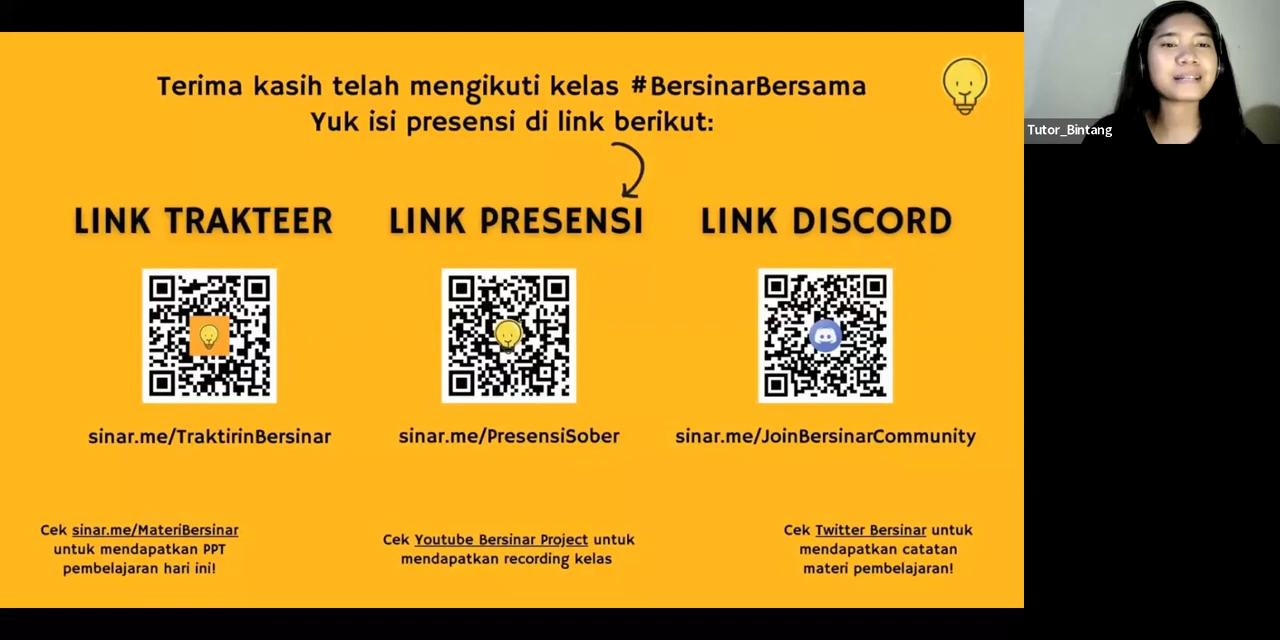 Terima kasih telah mengikuti kelas #BersinarBersama
Yuk isi presensi di link berikut:
LINK TRAKTEER
LINK PRESENSI
LINK DISCORD
sinar.me/TraktirinBersinar
sinar.me/PresensiSober
sinar.me/JoinBersinarCommunity
Cek sinar.me/MateriBersinar
untuk mendapatkan PPT
pembelajaran hari ini!
Cek Youtube Bersinar Project untuk
mendapatkan recording kelas
Cek Twitter Bersinar untuk
mendapatkan catatan
materi pembelajaran!
Tutor_Bintang